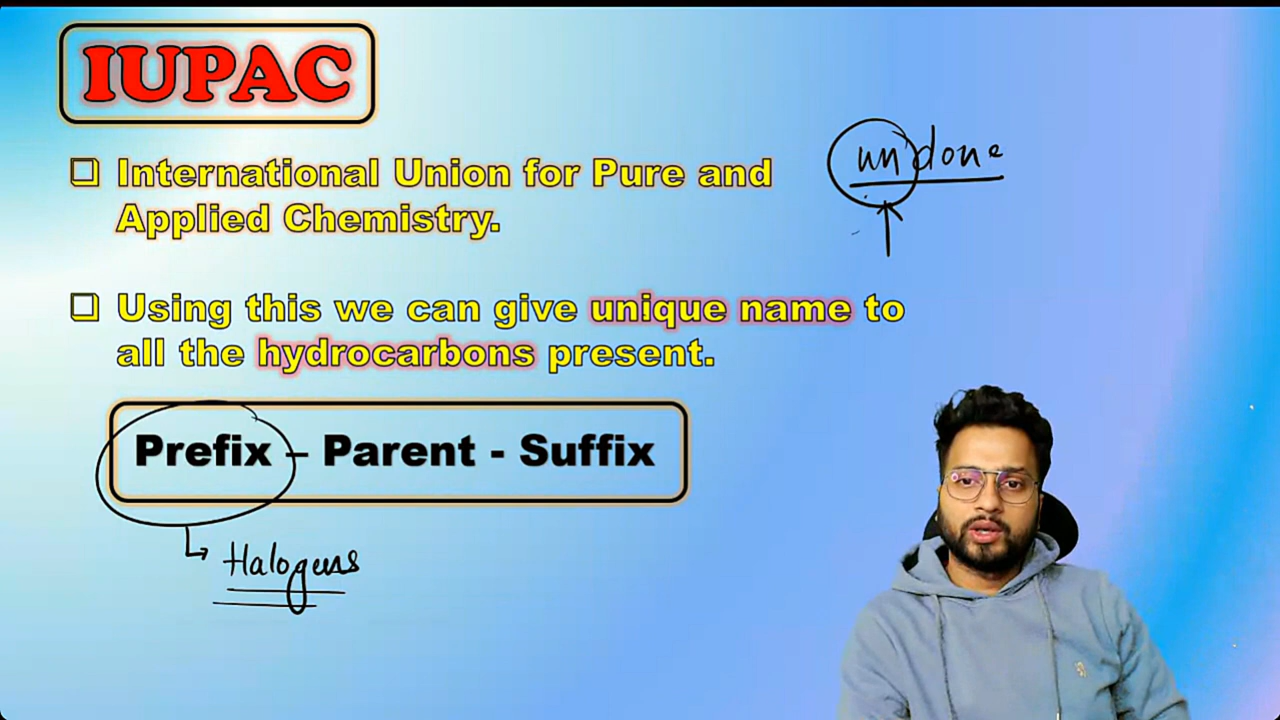 IUPAC
International Union for Pure and
Applied Chemistry.
undone
Using this we can give unique name to
all the hydrocarbons present.
Prefix – Parent - Suffix
Halogens